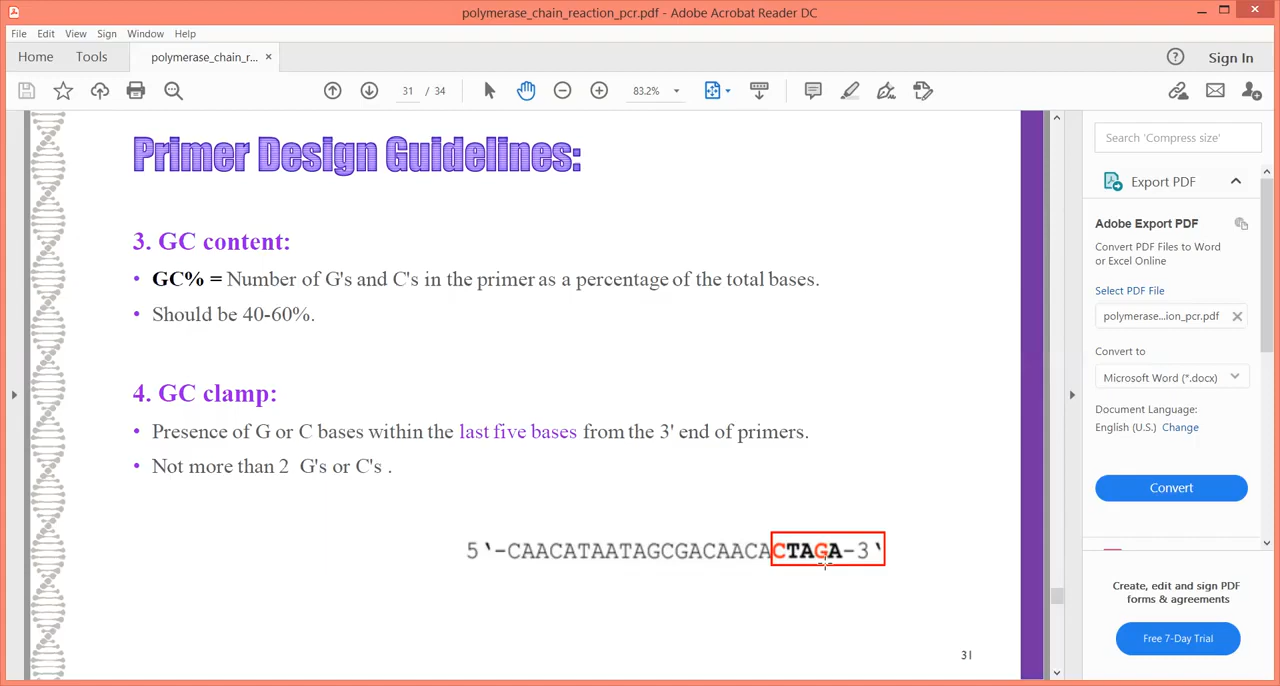 polymerase_chain_reaction_pcr.pdf - Adobe Acrobat Reader DC
File Edit View Sign Window Help
Home Tools polymerase_chain_r... ×
Sign In
31 / 34
83.2%
Primer Design Guidelines:
3. GC content:
• GC% = Number of G's and C's in the primer as a percentage of the total bases.
• Should be 40-60%.
4. GC clamp:
• Presence of G or C bases within the last five bases from the 3' end of primers.
• Not more than 2 G's or C's .
5‛-CAACATAATAGCGACAACACTAGA-3‛
31
Search 'Compress size'
Export PDF
Adobe Export PDF
Convert PDF Files to Word
or Excel Online
Select PDF File
polymerase...ion_pcr.pdf
Convert to
Microsoft Word (*.docx)
Document Language:
English (U.S.) Change
Convert
Create, edit and sign PDF
forms & agreements
Free 7-Day Trial